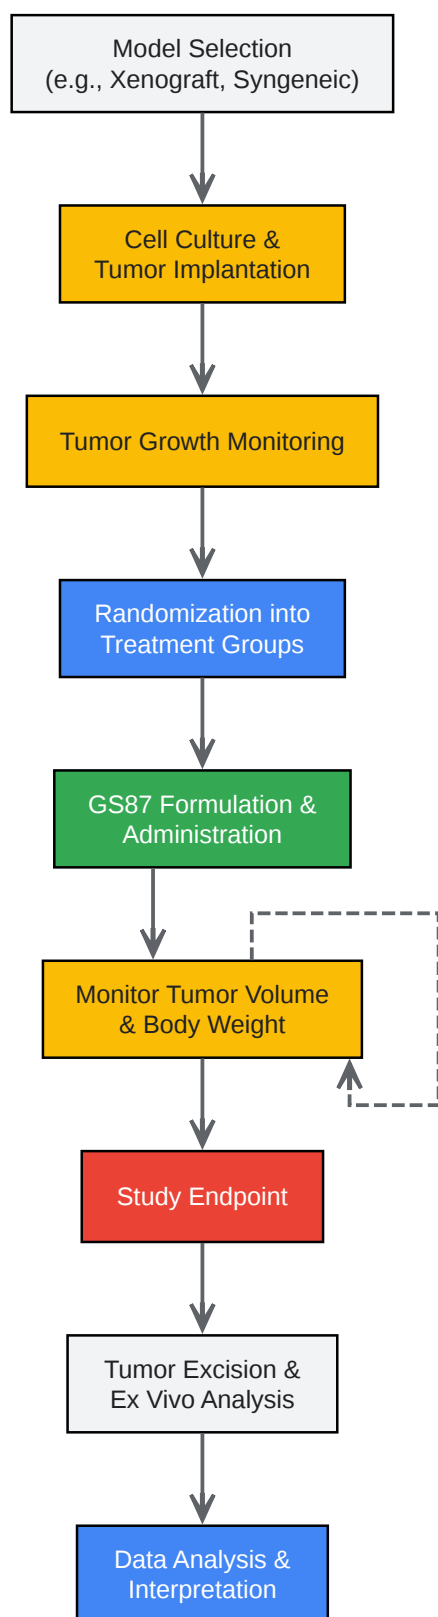 Model Selection
(e.g., Xenograft, Syngeneic)
Cell Culture &
Tumor Implantation
Tumor Growth Monitoring
Randomization into
Treatment Groups
GS87 Formulation &
Administration
Monitor Tumor Volume
& Body Weight
Study Endpoint
Tumor Excision &
Ex Vivo Analysis
Data Analysis &
Interpretation